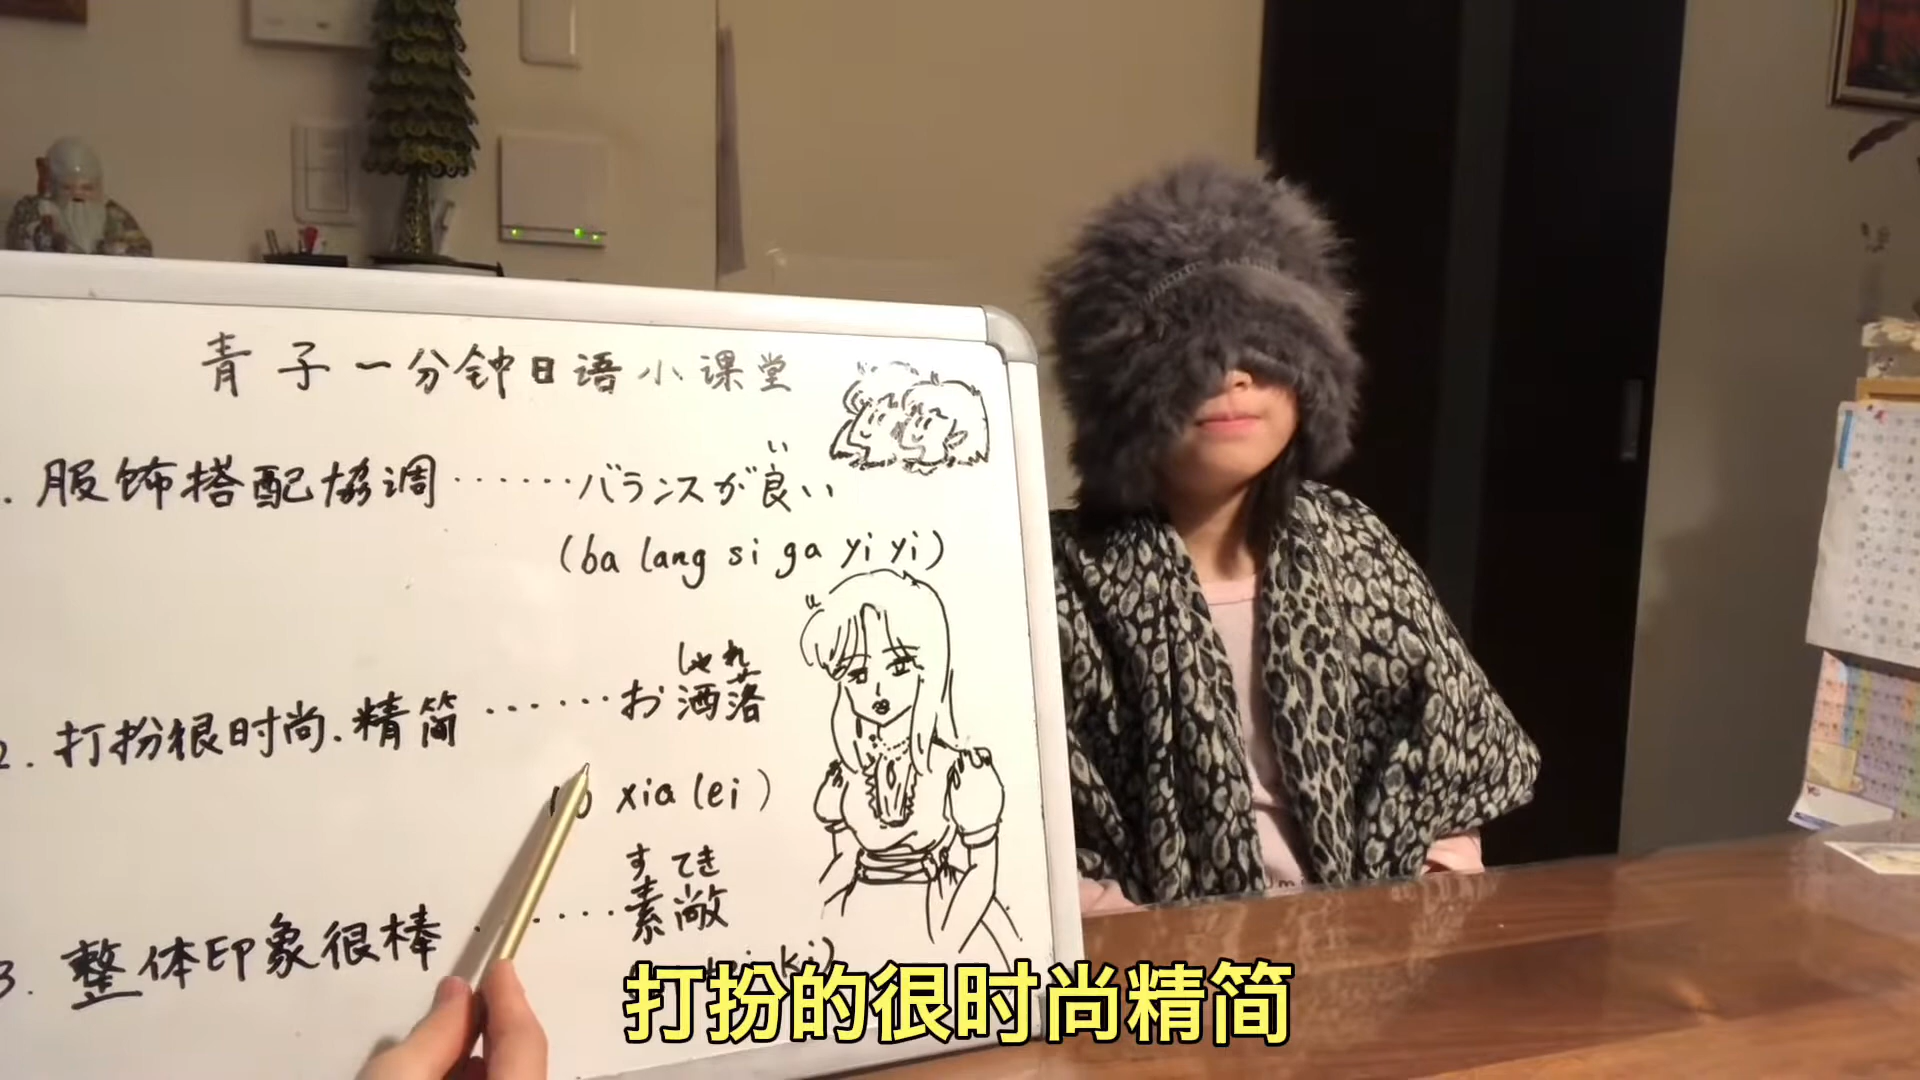 青子一分钟日语小课堂
. 服饰搭配協调……バランスが良い
い
(ba lang si ga yi yi)
しゃれ
2. 打扮很时尚.精简……お洒落
xia lei)
すてき
3. 整体印象很棒……素敵
ki)
打扮的很时尚精简